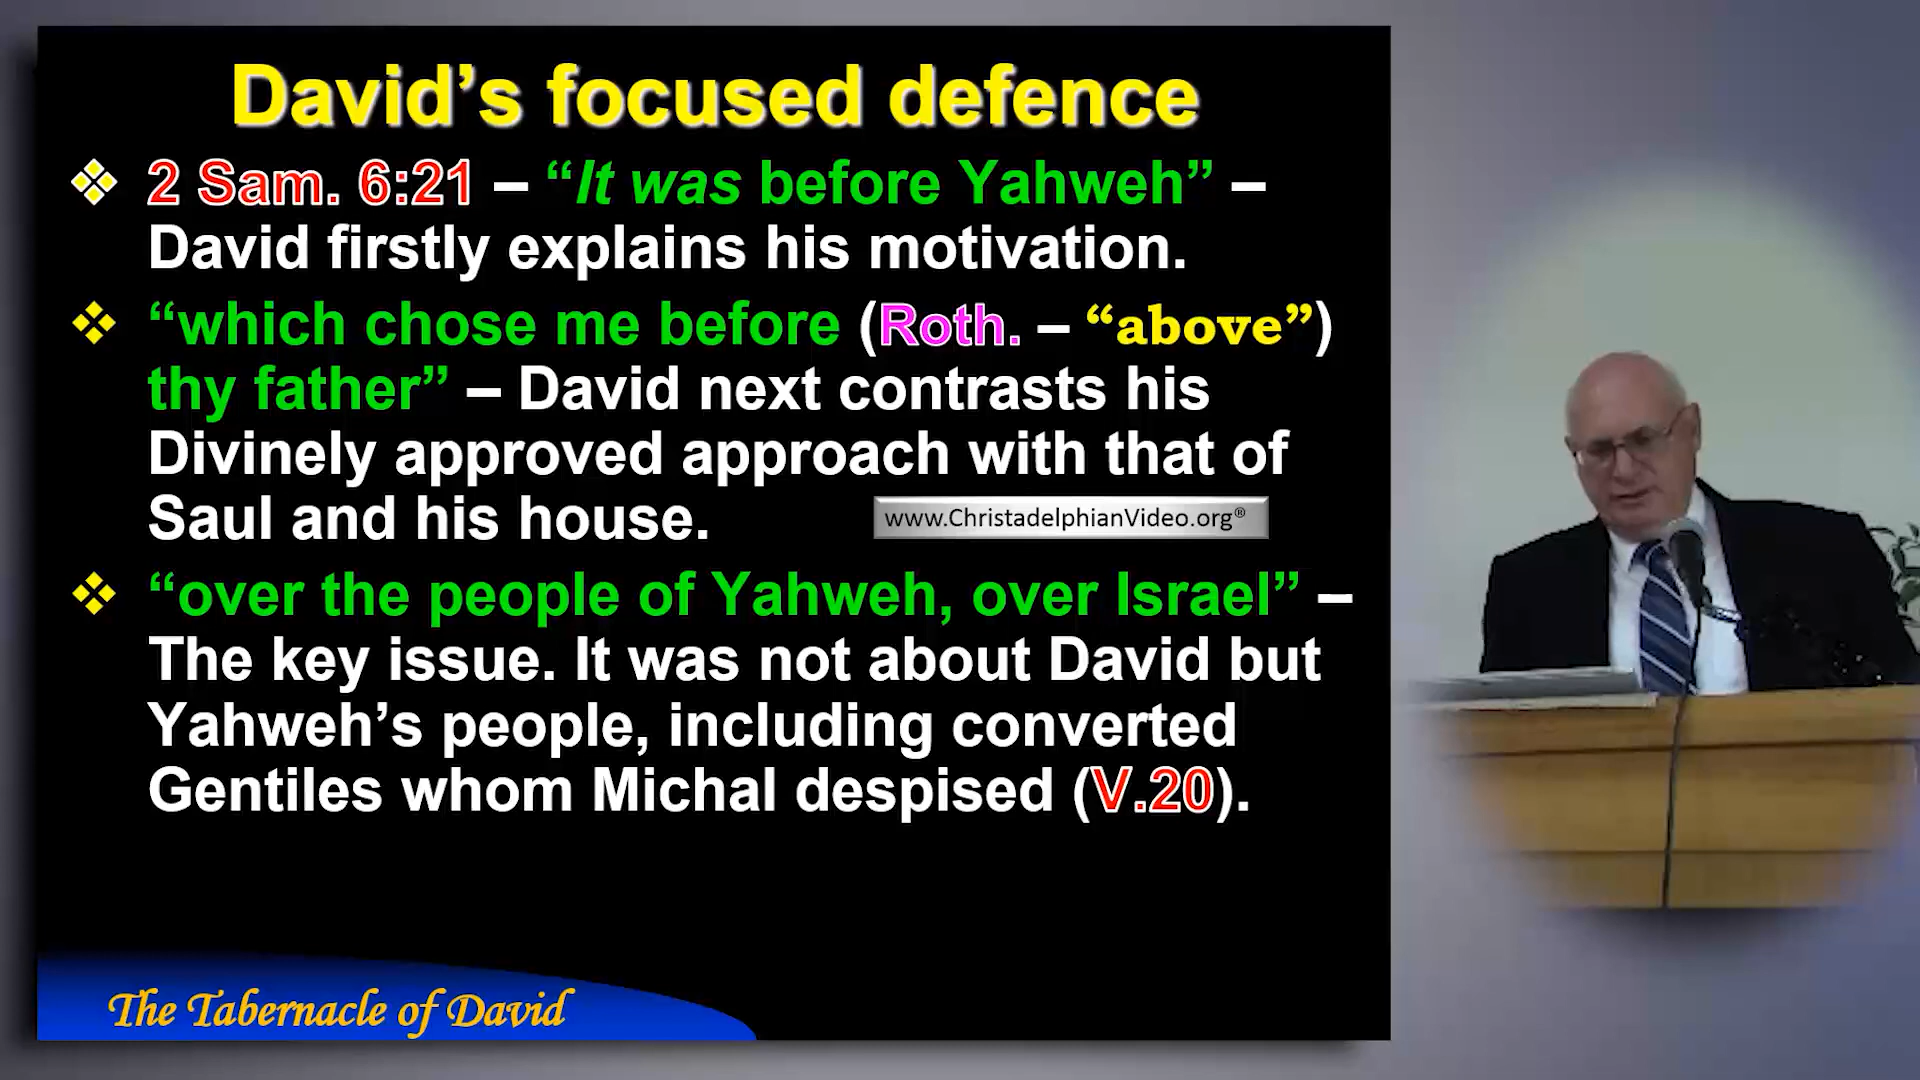 David’s focused defence
❖ 2 Sam. 6:21 – “It was before Yahweh” –
David firstly explains his motivation.
❖ “which chose me before (Roth. – “above”)
thy father” – David next contrasts his
Divinely approved approach with that of
Saul and his house.
www.ChristadelphianVideo.org®
❖ “over the people of Yahweh, over Israel” –
The key issue. It was not about David but
Yahweh’s people, including converted
Gentiles whom Michal despised (V.20).
The Tabernacle of David